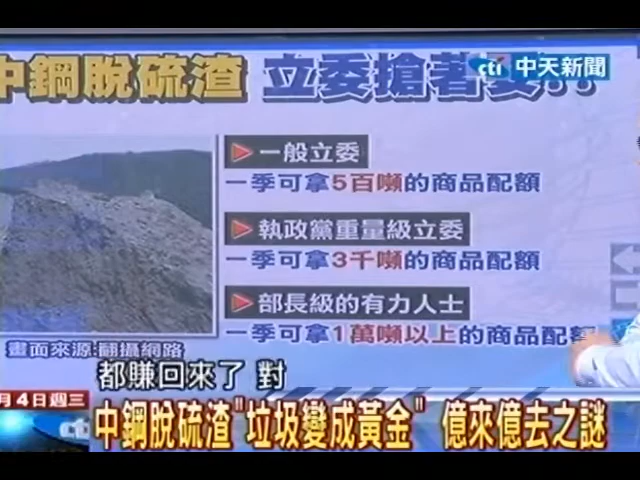 中鋼脫硫渣 立委搶著要??
cti 中天新聞
一般立委
一季可拿5百噸的商品配額
執政黨重量級立委
一季可拿3千噸的商品配額
部長級的有力人士
一季可拿1萬噸以上的商品配額
畫面來源:翻攝網路
都賺回來了 對
月4日週三
中鋼脫硫渣"垃圾變成黃金" 億來億去之謎
cti